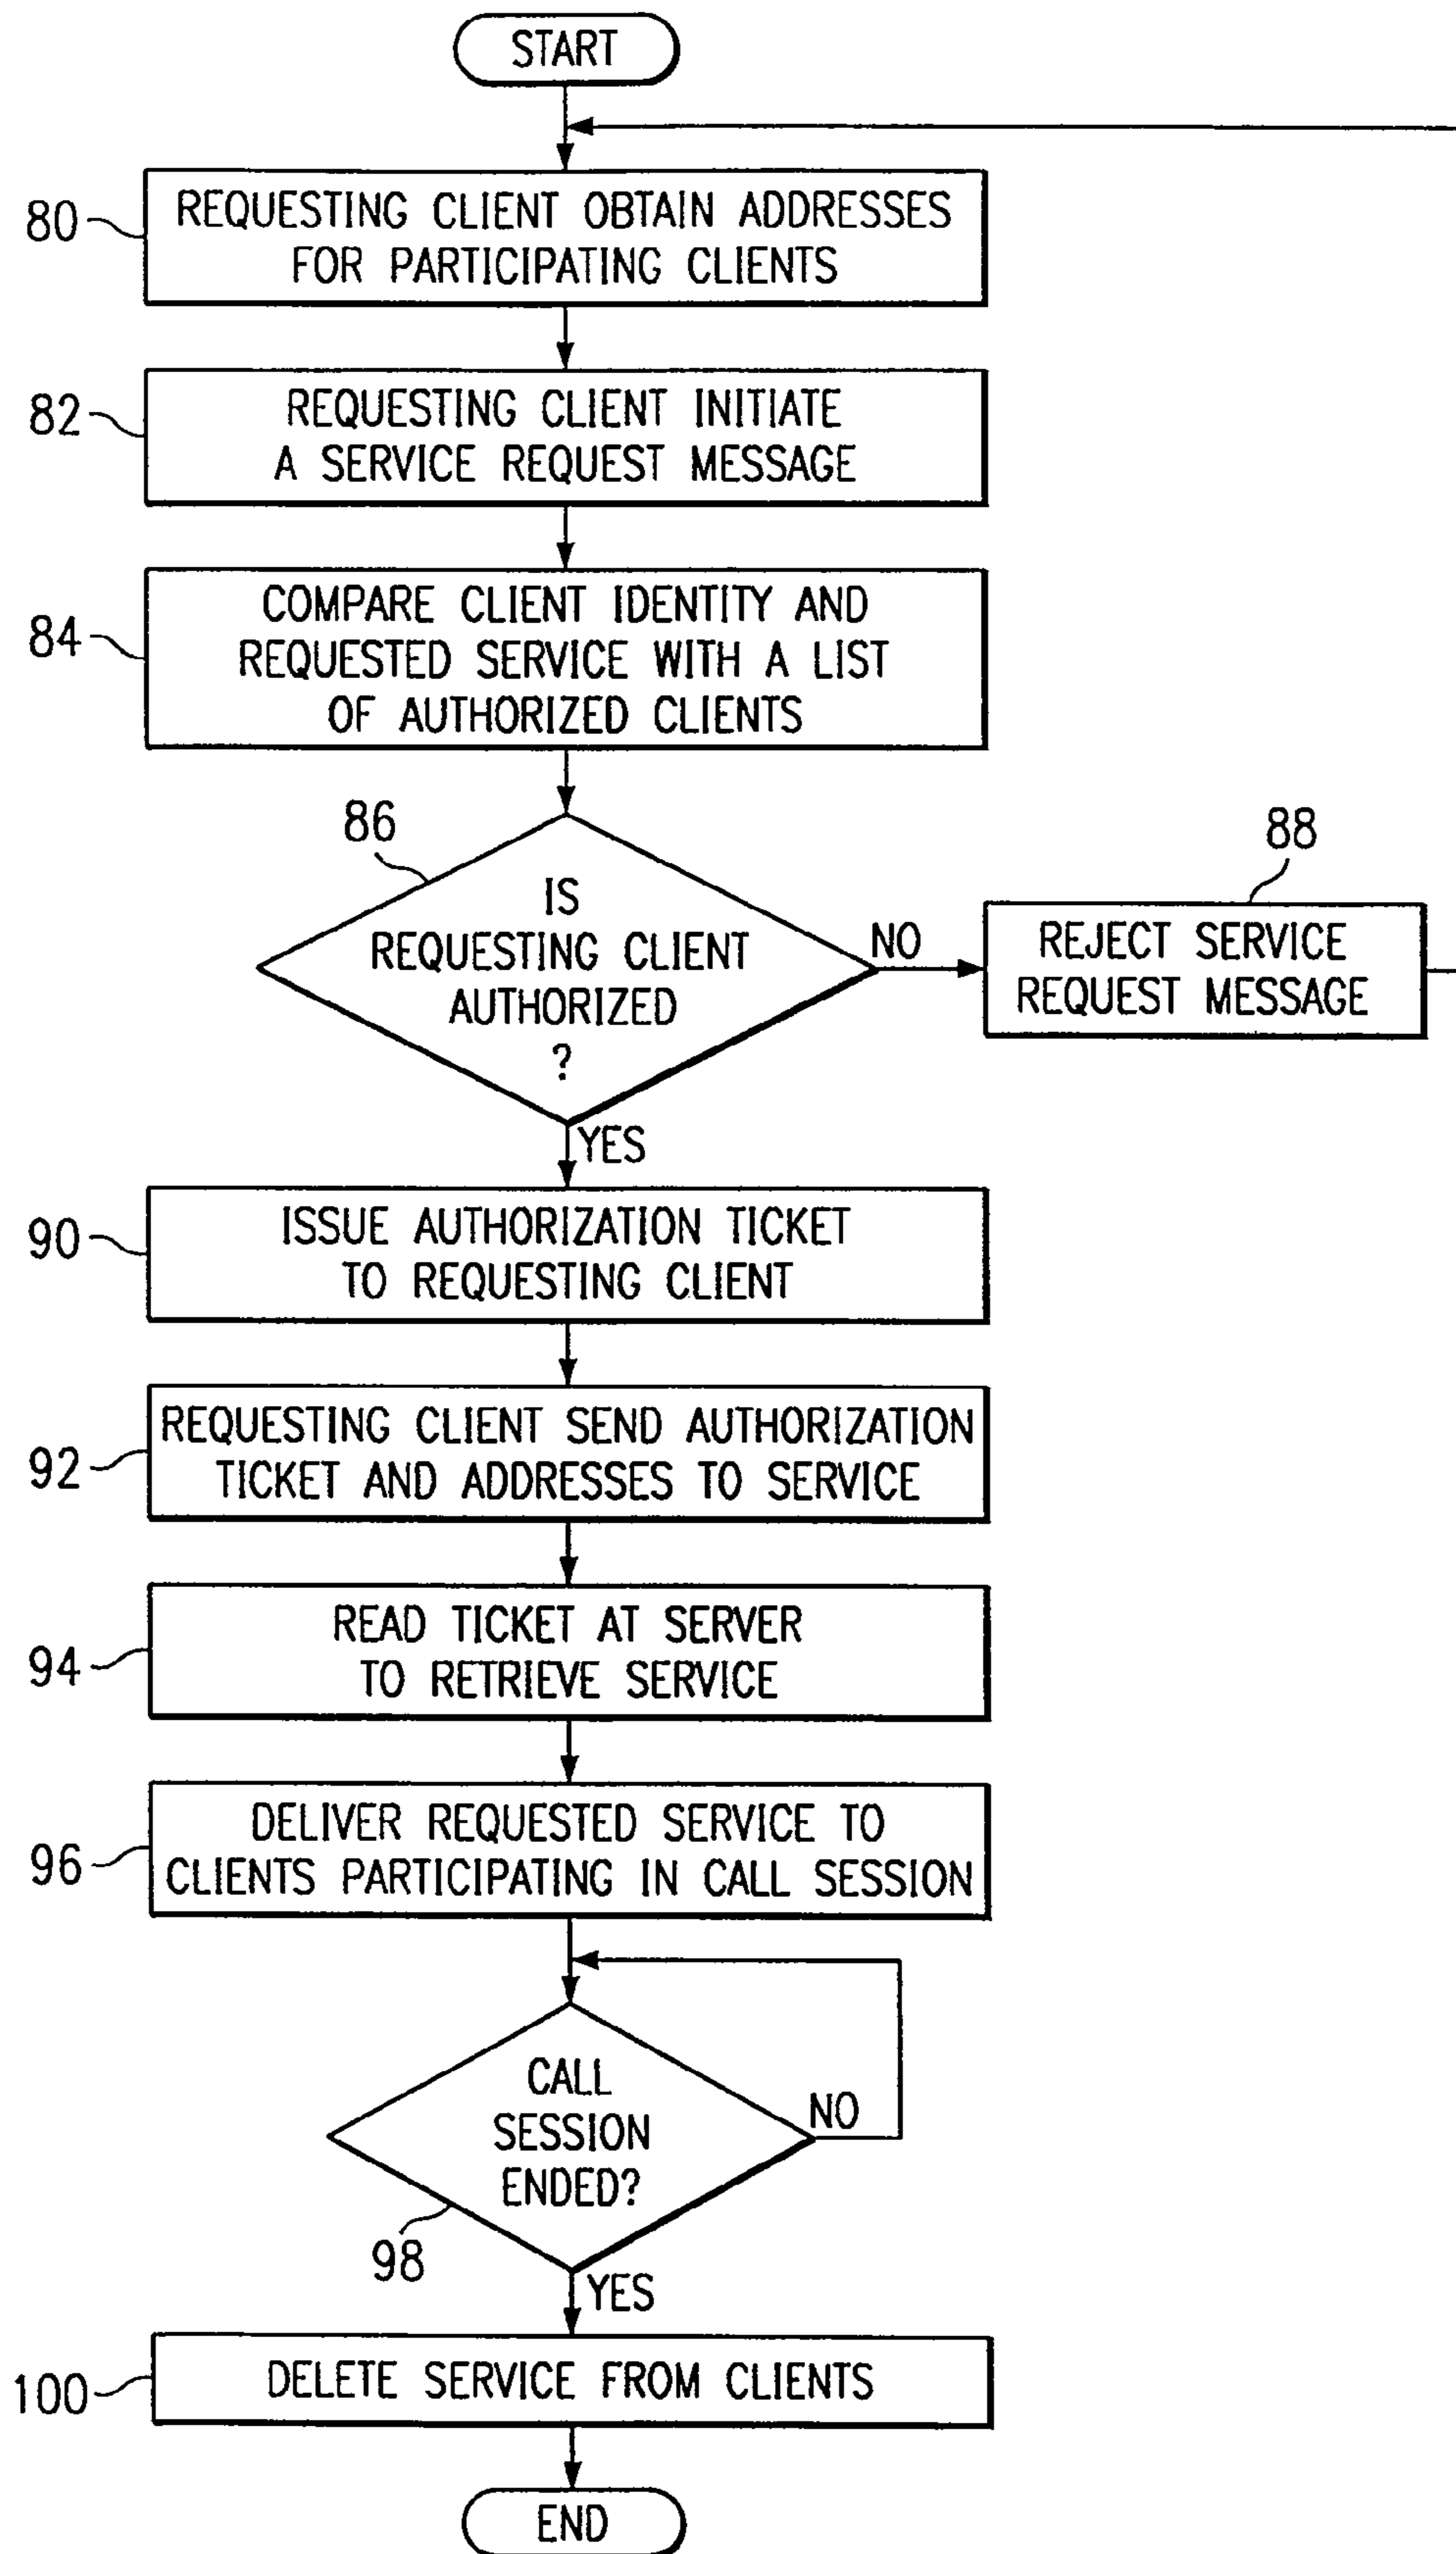 START
80
REQUESTING CLIENT OBTAIN ADDRESSES
FOR PARTICIPATING CLIENTS
82
REQUESTING CLIENT INITIATE
A SERVICE REQUEST MESSAGE
84
COMPARE CLIENT IDENTITY AND
REQUESTED SERVICE WITH A LIST
OF AUTHORIZED CLIENTS
86
IS
REQUESTING CLIENT
AUTHORIZED
?
NO
88
REJECT SERVICE
REQUEST MESSAGE
YES
90
ISSUE AUTHORIZATION TICKET
TO REQUESTING CLIENT
92
REQUESTING CLIENT SEND AUTHORIZATION
TICKET AND ADDRESSES TO SERVICE
94
READ TICKET AT SERVER
TO RETRIEVE SERVICE
96
DELIVER REQUESTED SERVICE TO
CLIENTS PARTICIPATING IN CALL SESSION
CALL
SESSION
ENDED?
NO
98
YES
100
DELETE SERVICE FROM CLIENTS
END